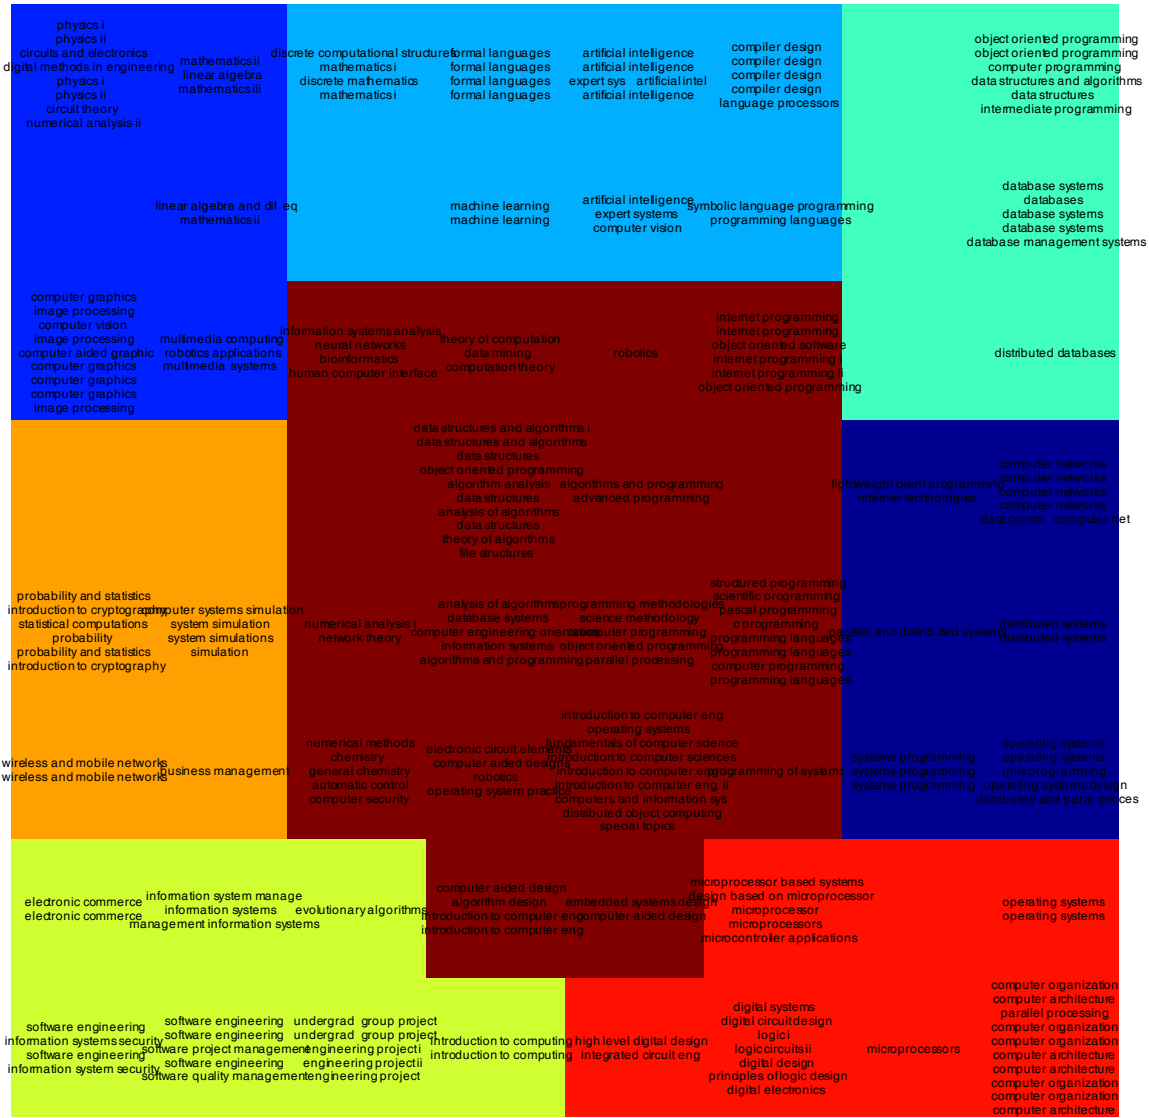 physics i
physics ii
circuits and electronics
digital methods in engineering
physics i
physics ii
circuit theory
numerical analysis ii
mathematics ii
linear algebra
mathematics iii
discrete computational structures
mathematics i
discrete mathematics
mathematics i
formal languages
formal languages
formal languages
formal languages
artificial intelligence
artificial intelligence
expert sys artificial intel
artificial intelligence
compiler design
compiler design
compiler design
compiler design
language processors
object oriented programming
object oriented programming
computer programming
data structures and algorithms
data structures
intermediate programming
linear algebra and dif eq
mathematics ii
machine learning
machine learning
artificial intelligence
expert systems
computer vision
symbolic language programming
programming languages
database systems
databases
database systems
database systems
database management systems
computer graphics
image processing
computer vision
image processing
computer aided graphic
computer graphics
computer graphics
computer graphics
image processing
multimedia computing
robotics applications
multimedia systems
information systems analysis
neural networks
bioinformatics
human computer interface
theory of computation
data mining
computation theory
robotics
internet programming
internet programming
object oriented software
internet programming i
internet programming ii
object oriented programming
distributed databases
data structures and algorithms i
data structures and algorithms
data structures
object oriented programming
algorithm analysis
data structures
analysis of algorithms
data structures
theory of algorithms
file structures
algorithms and programming
advanced programming
lightweight client programming
internet technologies
computer networks
computer networks
computer networks
computer networks
data comm computer net
probability and statistics
introduction to cryptography
statistical computations
probability
probability and statistics
introduction to cryptography
computer systems simulation
system simulation
system simulations
simulation
numerical analysis i
network theory
analysis of algorithms
database systems
computer engineering orientation
information systems
algorithms and programming
programming methodologies
science methodology
computer programming
object oriented programming
parallel processing
structured programming
scientific programming
pascal programming
c programming
programming languages
programming languages
computer programming
programming languages
parallel and distributed systems
distributed systems
distributed systems
wireless and mobile networks
wireless and mobile networks
business management
numerical methods
chemistry
general chemistry
automatic control
computer security
electronic circuit elements
computer aided designs
robotics
operating system practice
introduction to computer eng
operating systems
fundamentals of computer science
introduction to computer sciences
introduction to computer eng
introduction to computer eng ii
computers and information sys
distributed object computing
special topics
programming of systems
systems programming
systems programming
systems programming
operating systems
operating systems
unix programming
operating systems design
distributed and paral proces
electronic commerce
electronic commerce
information system manage
information systems
management information systems
evolutionary algorithms
computer aided design
algorithm design
introduction to computer eng
introduction to computer eng
embedded systems design
computer aided design
microprocessor based systems
design based on microprocessor
microprocessor
microprocessors
microcontroller applications
operating systems
operating systems
software engineering
information systems security
software engineering
information system security
software engineering
software engineering
software project management
software engineering
software quality management
undergrad group project
undergrad group project
engineering project i
engineering project ii
engineering project
introduction to computing
introduction to computing
high level digital design
integrated circuit eng
digital systems
digital circuit design
logic i
logic circuits ii
digital design
principles of logic design
digital electronics
microprocessors
computer organization
computer architecture
parallel processing
computer organization
computer organization
computer architecture
computer architecture
computer organization
computer organization
computer architecture